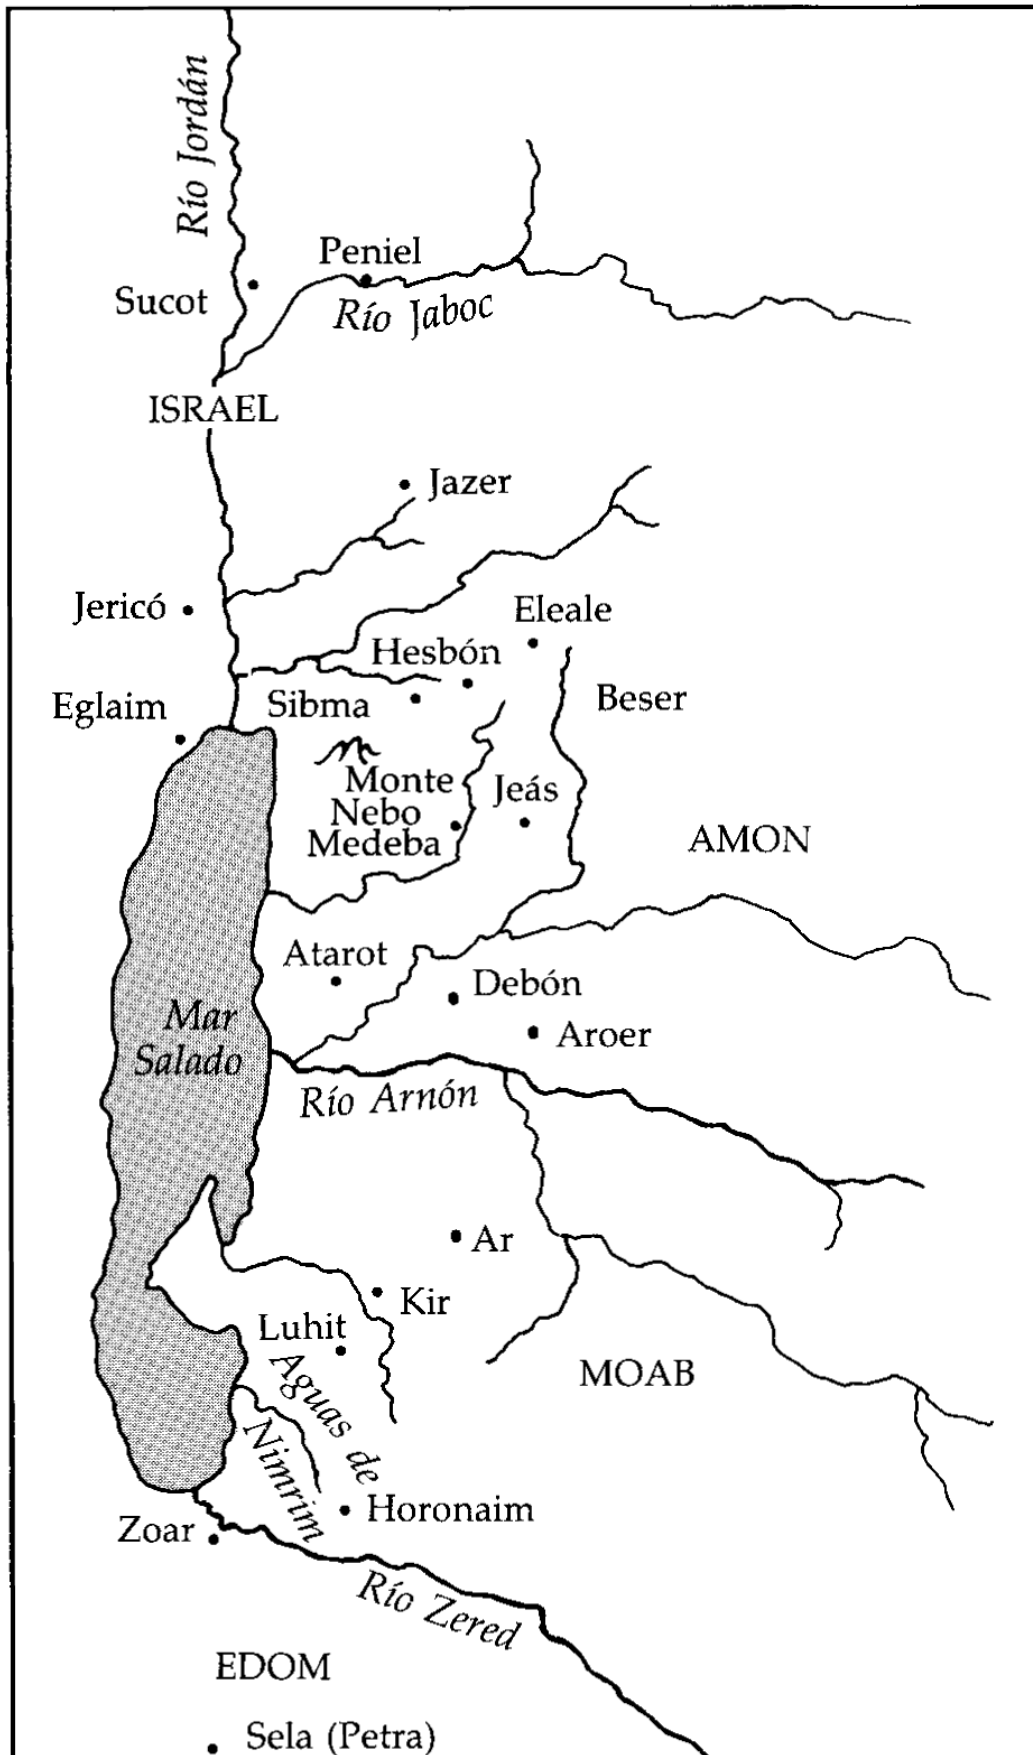 Río Jordán
Peniel
Sucot
Río Jaboc
ISRAEL
Jazer
Jericó
Eleale
Hesbón
Beser
Eglaim
Sibma
Monte
Nebo
Jeás
Medeba
AMON
Atarot
Debón
Mar
Salado
Aroer
Río Arnón
Ar
Kir
Luhit
MOAB
Aguas de
Nimrim
Horonaim
Zoar
Río Zered
EDOM
Sela (Petra)